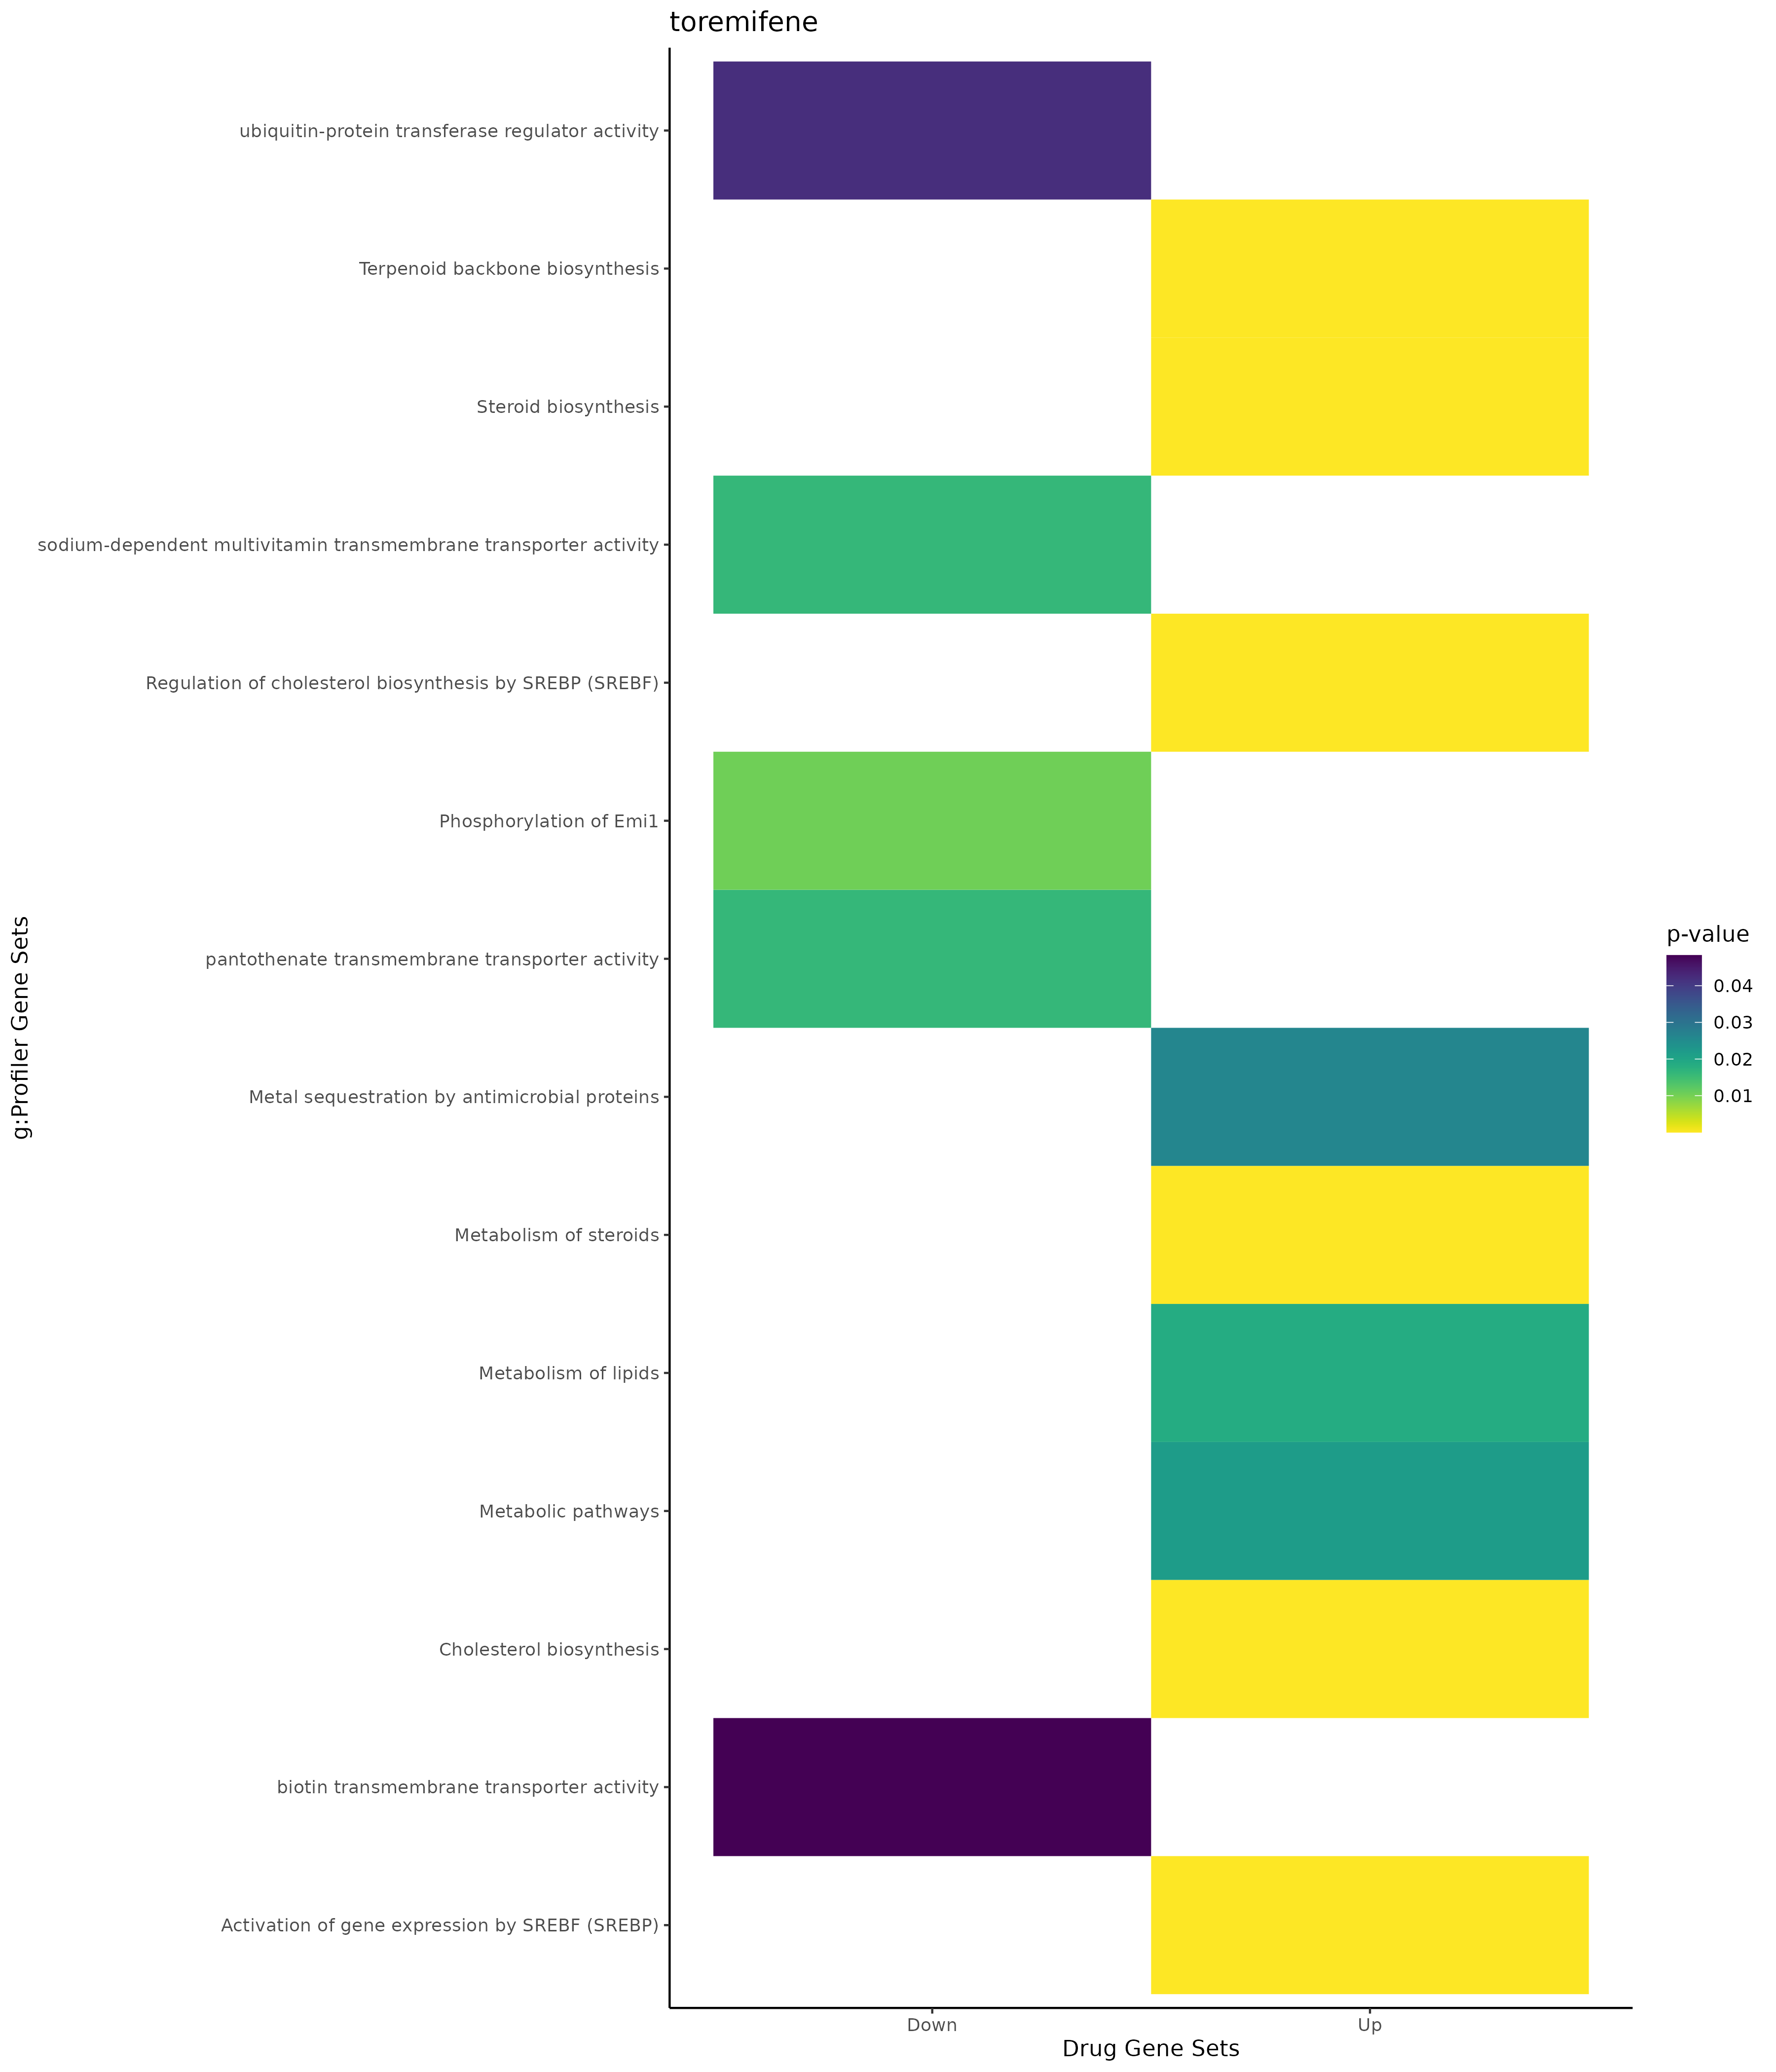 toremifene
ubiquitin-protein transferase regulator activity
Terpenoid backbone biosynthesis
Steroid biosynthesis
sodium-dependent multivitamin transmembrane transporter activity
Regulation of cholesterol biosynthesis by SREBP (SREBF)
Phosphorylation of Emi1
pantothenate transmembrane transporter activity
Metal sequestration by antimicrobial proteins
Metabolism of steroids
Metabolism of lipids
Metabolic pathways
Cholesterol biosynthesis
biotin transmembrane transporter activity
Activation of gene expression by SREBF (SREBP)
g:Profiler Gene Sets
Down
Up
Drug Gene Sets
p-value
0.04
0.03
0.02
0.01